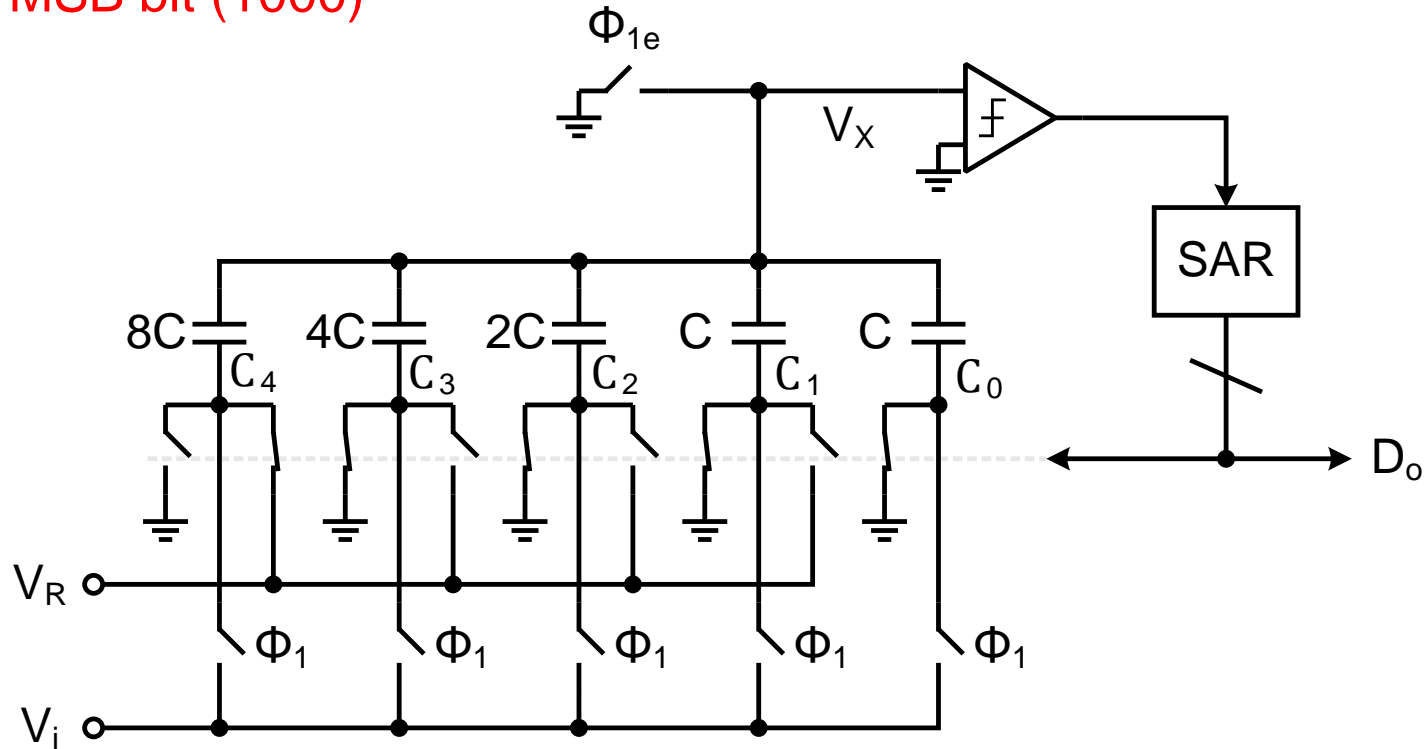 MSB bit (1000)
Φ1e
VX
SAR
8C 4C 2C C C
C4 C3 C2 C1 C0
Do
VR
Φ1 Φ1 Φ1 Φ1 Φ1
Vi